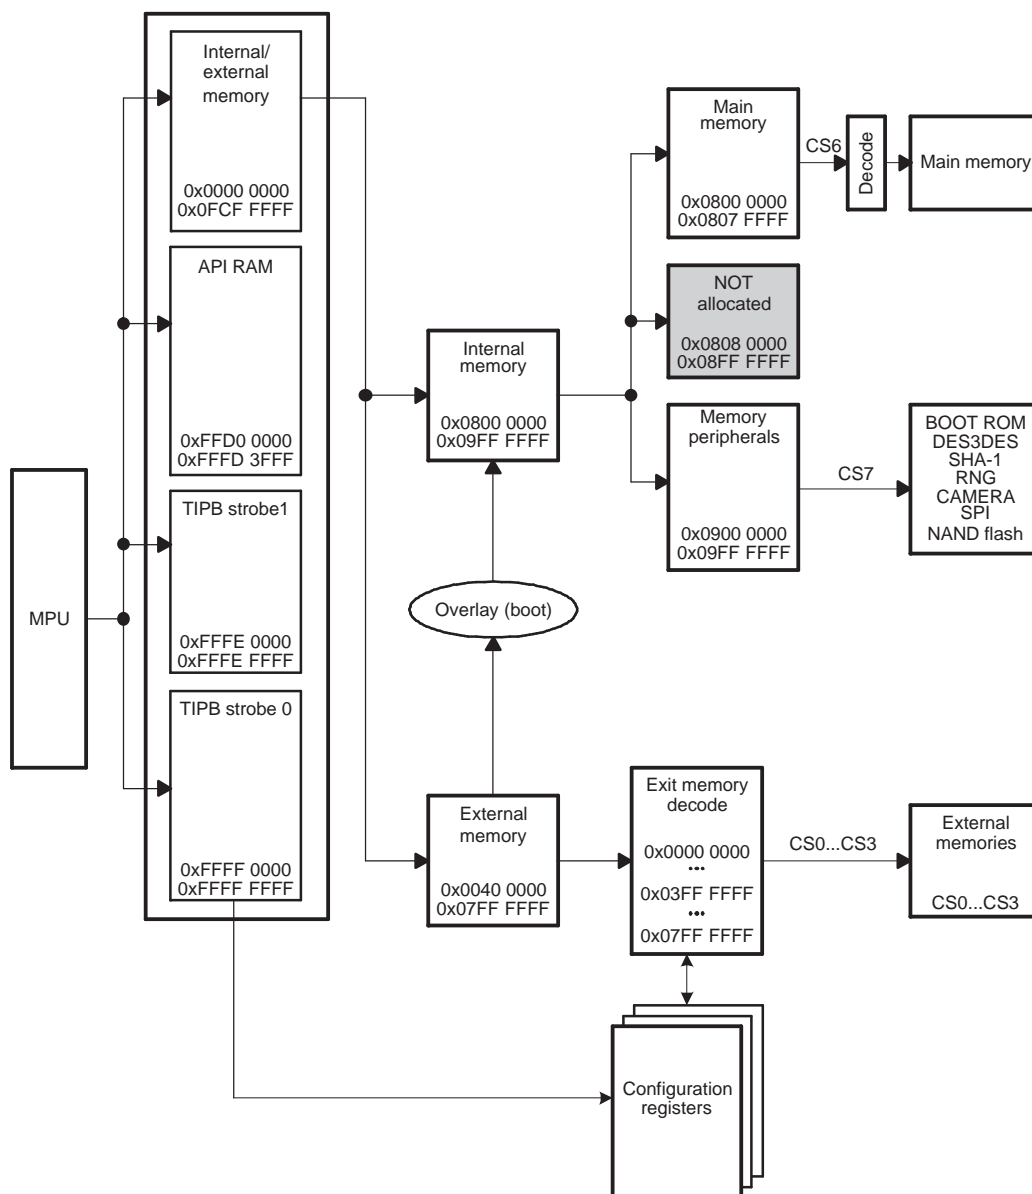 Internal/
external
memory
0x0000 0000
0x0FCF FFFF
API RAM
0xFFD0 0000
0xFFFD 3FFF
TIPB strobe1
0xFFFE 0000
0xFFFE FFFF
TIPB strobe 0
0xFFFF 0000
0xFFFF FFFF
MPU
Internal
memory
0x0800 0000
0x09FF FFFF
Overlay (boot)
External
memory
0x0040 0000
0x07FF FFFF
Main
memory
0x0800 0000
0x0807 FFFF
CS6
Decode
Main memory
NOT
allocated
0x0808 0000
0x08FF FFFF
Memory
peripherals
0x0900 0000
0x09FF FFFF
CS7
BOOT ROM
DES3DES
SHA-1
RNG
CAMERA
SPI
NAND flash
Exit memory
decode
0x0000 0000
...
0x03FF FFFF
...
0x07FF FFFF
CS0...CS3
External
memories
CS0...CS3
Configuration
registers